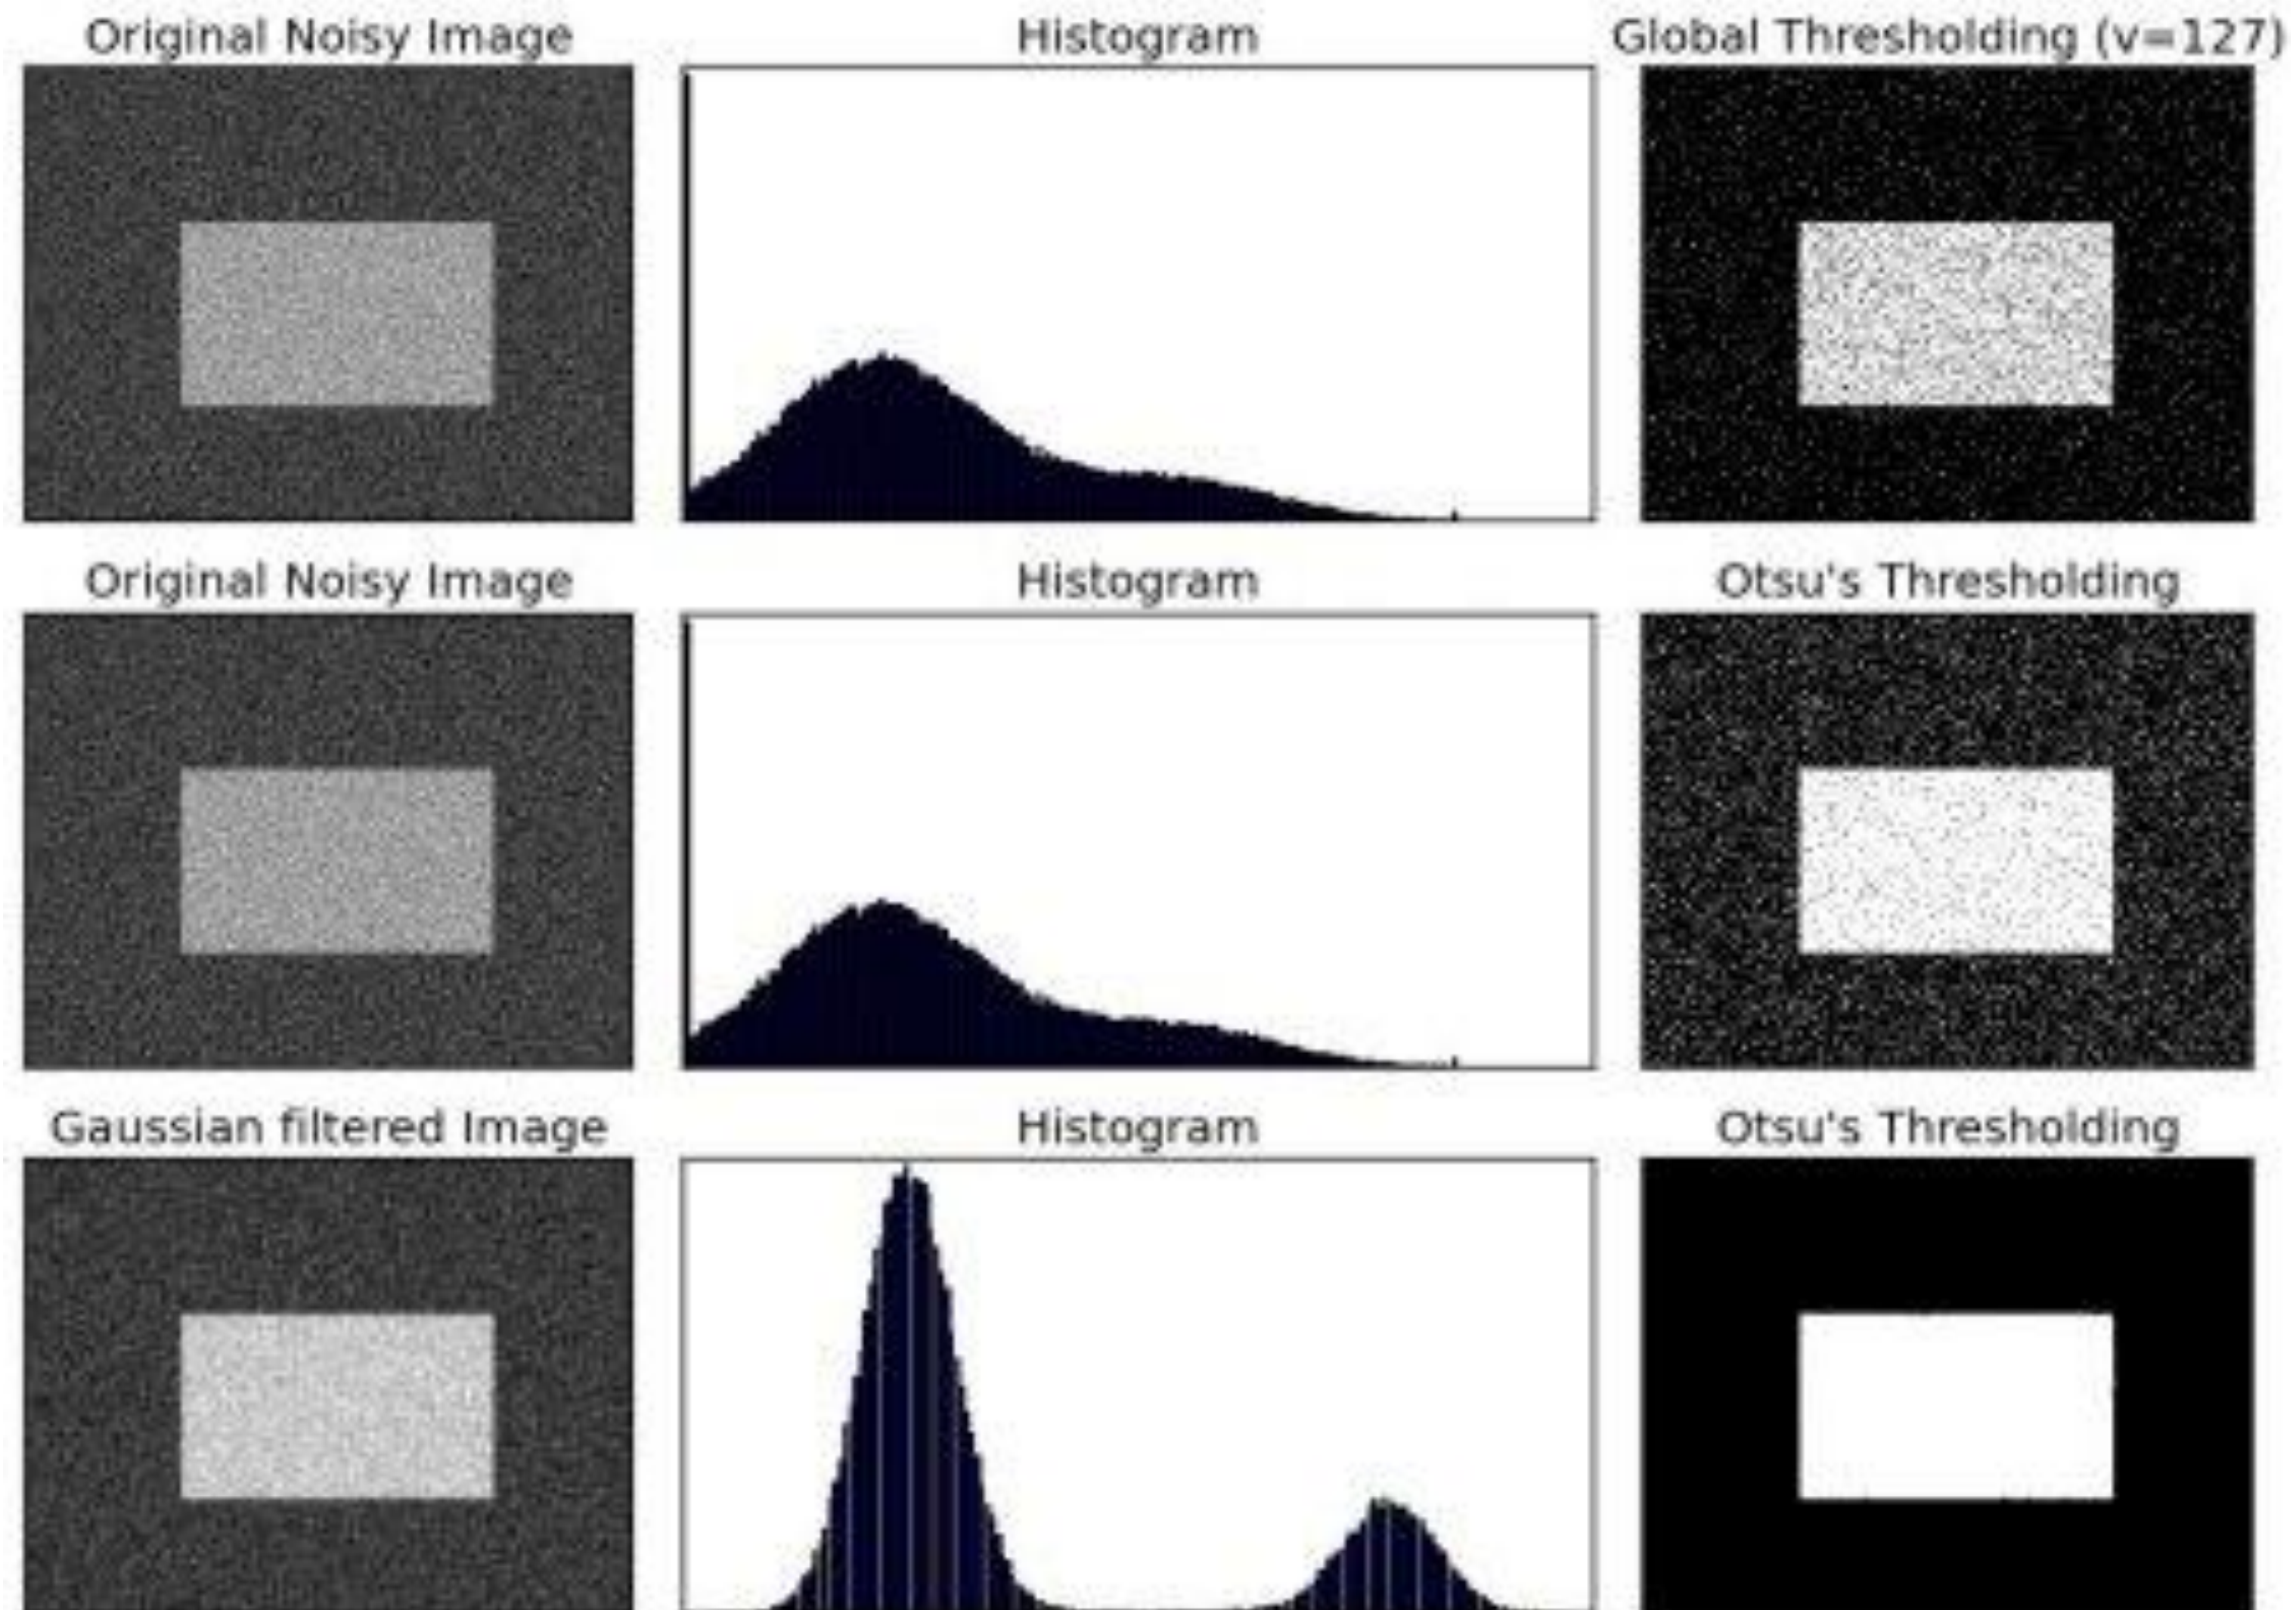 Original Noisy Image
Histogram
Global Thresholding (v=127)
Original Noisy Image
Histogram
Otsu's Thresholding
Gaussian filtered Image
Histogram
Otsu's Thresholding